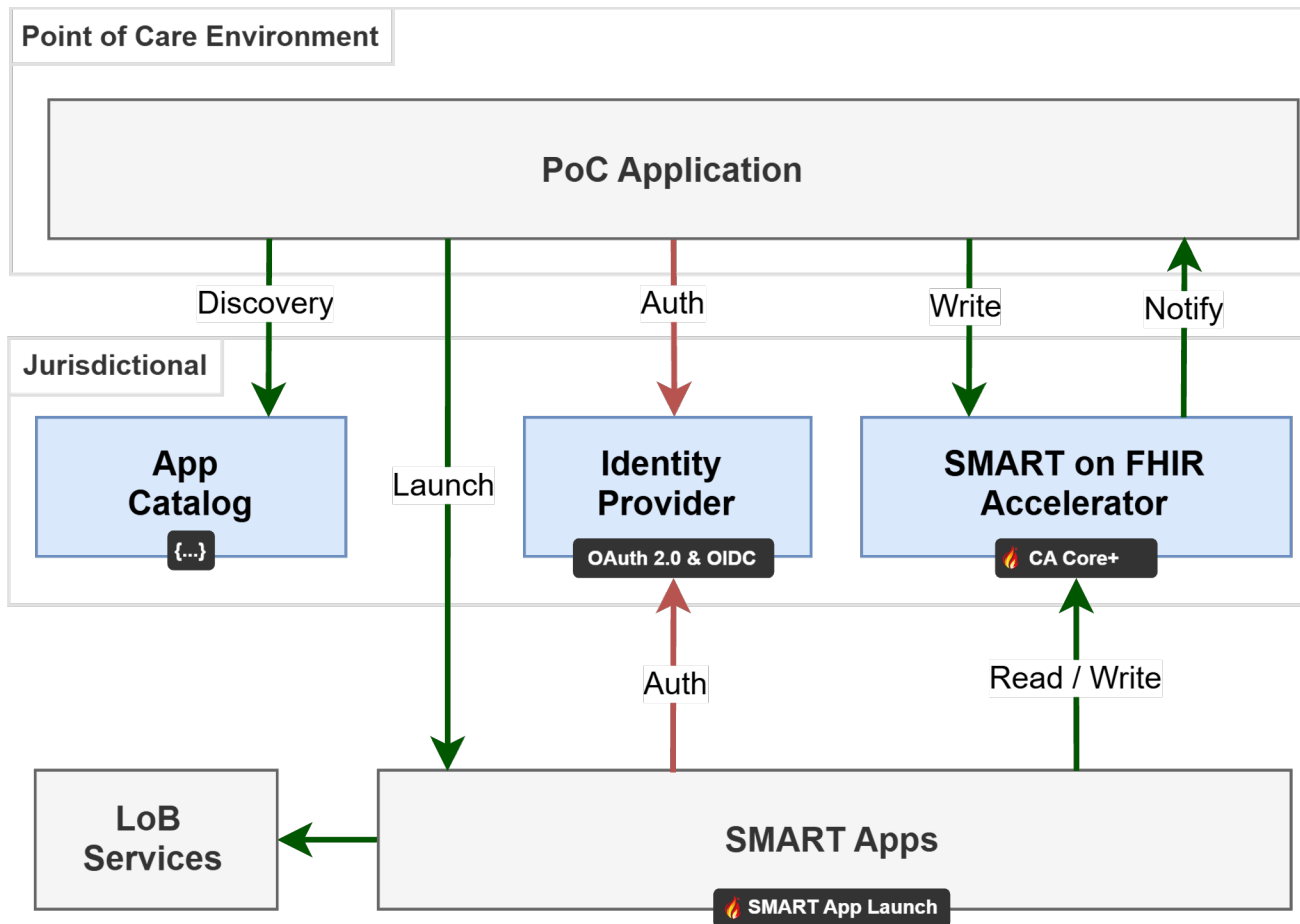 Point of Care Environment
PoC Application
Discovery
Auth
Write
Notify
Jurisdictional
App
Catalog
{...}
Launch
Identity
Provider
OAuth 2.0 & OIDC
SMART on FHIR
Accelerator
CA Core+
Auth
Read / Write
LoB
Services
SMART Apps
SMART App Launch